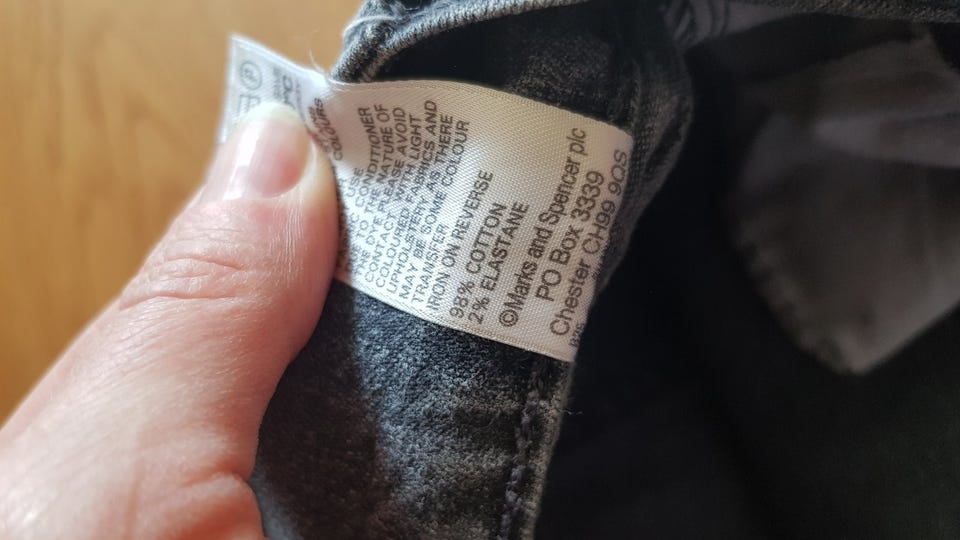 COLOURS
USE
CONDITIONER
TO THE NATURE OF
DYE PLEASE AVOID
CONTACT WITH LIGHT
COLOURED FABRICS AND
UPHOLSTERY AS THERE
MAY BE SOME COLOUR
TRANSFER
IRON ON REVERSE
98% COTTON
2% ELASTANE
©Marks and Spencer plc
PO Box 3339
Chester CH99 9QS